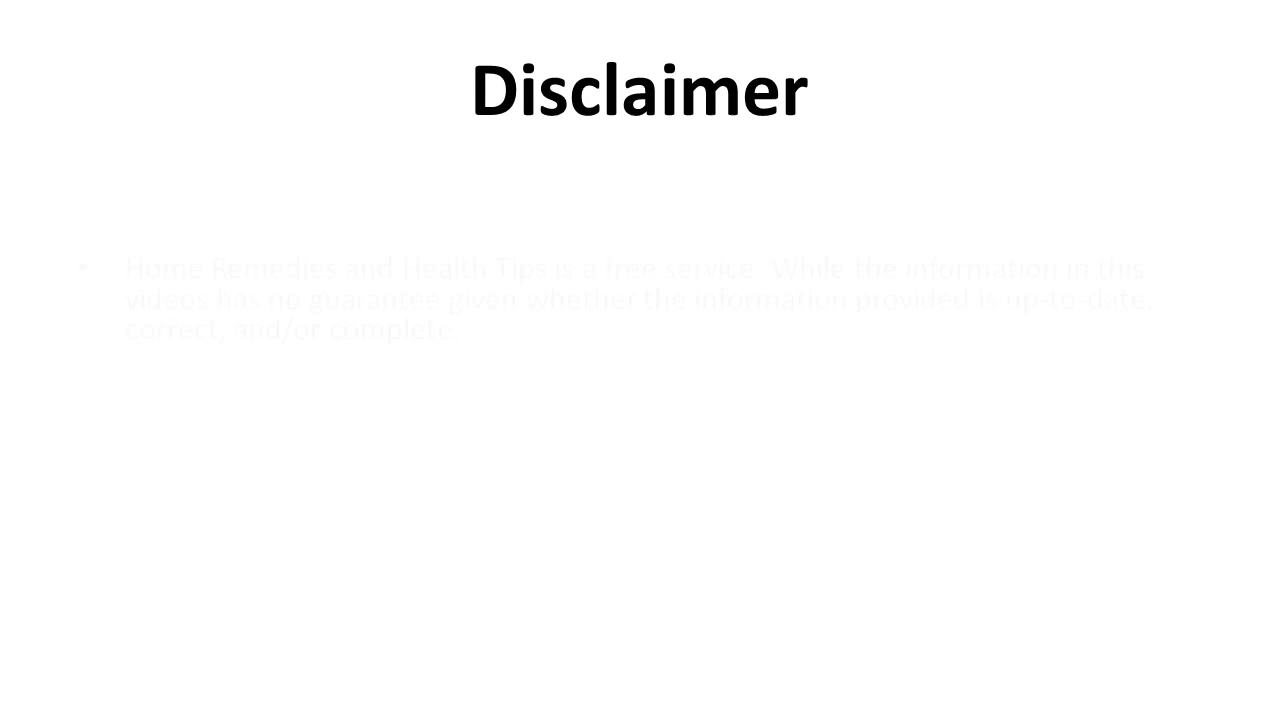 Disclaimer
• Home Remedies and Health Tips is a free service. While the information in this
videos has no guarantee given whether the information provided is up-to-date,
correct, and/or complete.